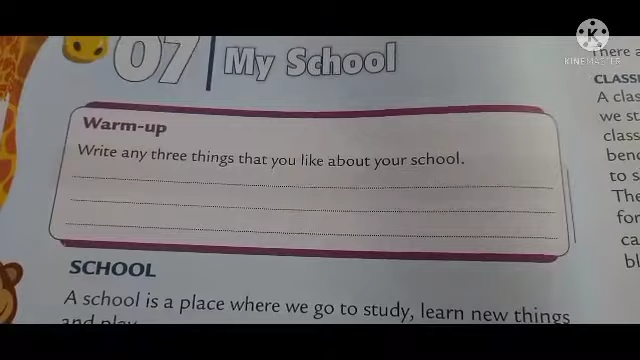 07 My School
Warm-up
Write any three things that you like about your school.
SCHOOL
A school is a place where we go to study, learn new things
and play
There a
CLASS
A clas
we st
class
benc
to s
The
for
ca
bl
KINEMASTER